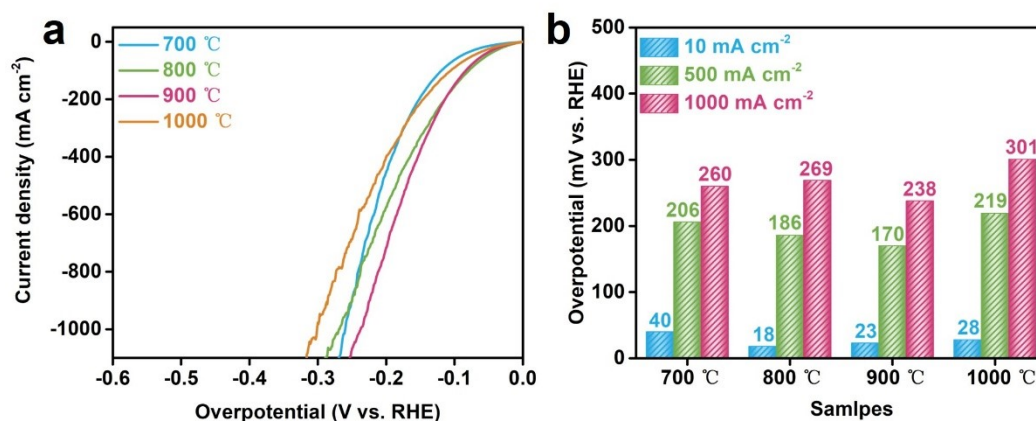 a
700 ℃
800 ℃
900 ℃
1000 ℃
0
-200
-400
-600
-800
-1000
Current density (mA cm⁻²)
-0.6 -0.5 -0.4 -0.3 -0.2 -0.1 0.0
Overpotential (V vs. RHE)
b
10 mA cm⁻²
500 mA cm⁻²
1000 mA cm⁻²
500
400
300
200
100
0
Overpotential (mV vs. RHE)
40 206 260
18 186 269
23 170 238
28 219 301
700 ℃ 800 ℃ 900 ℃ 1000 ℃
Samlpes